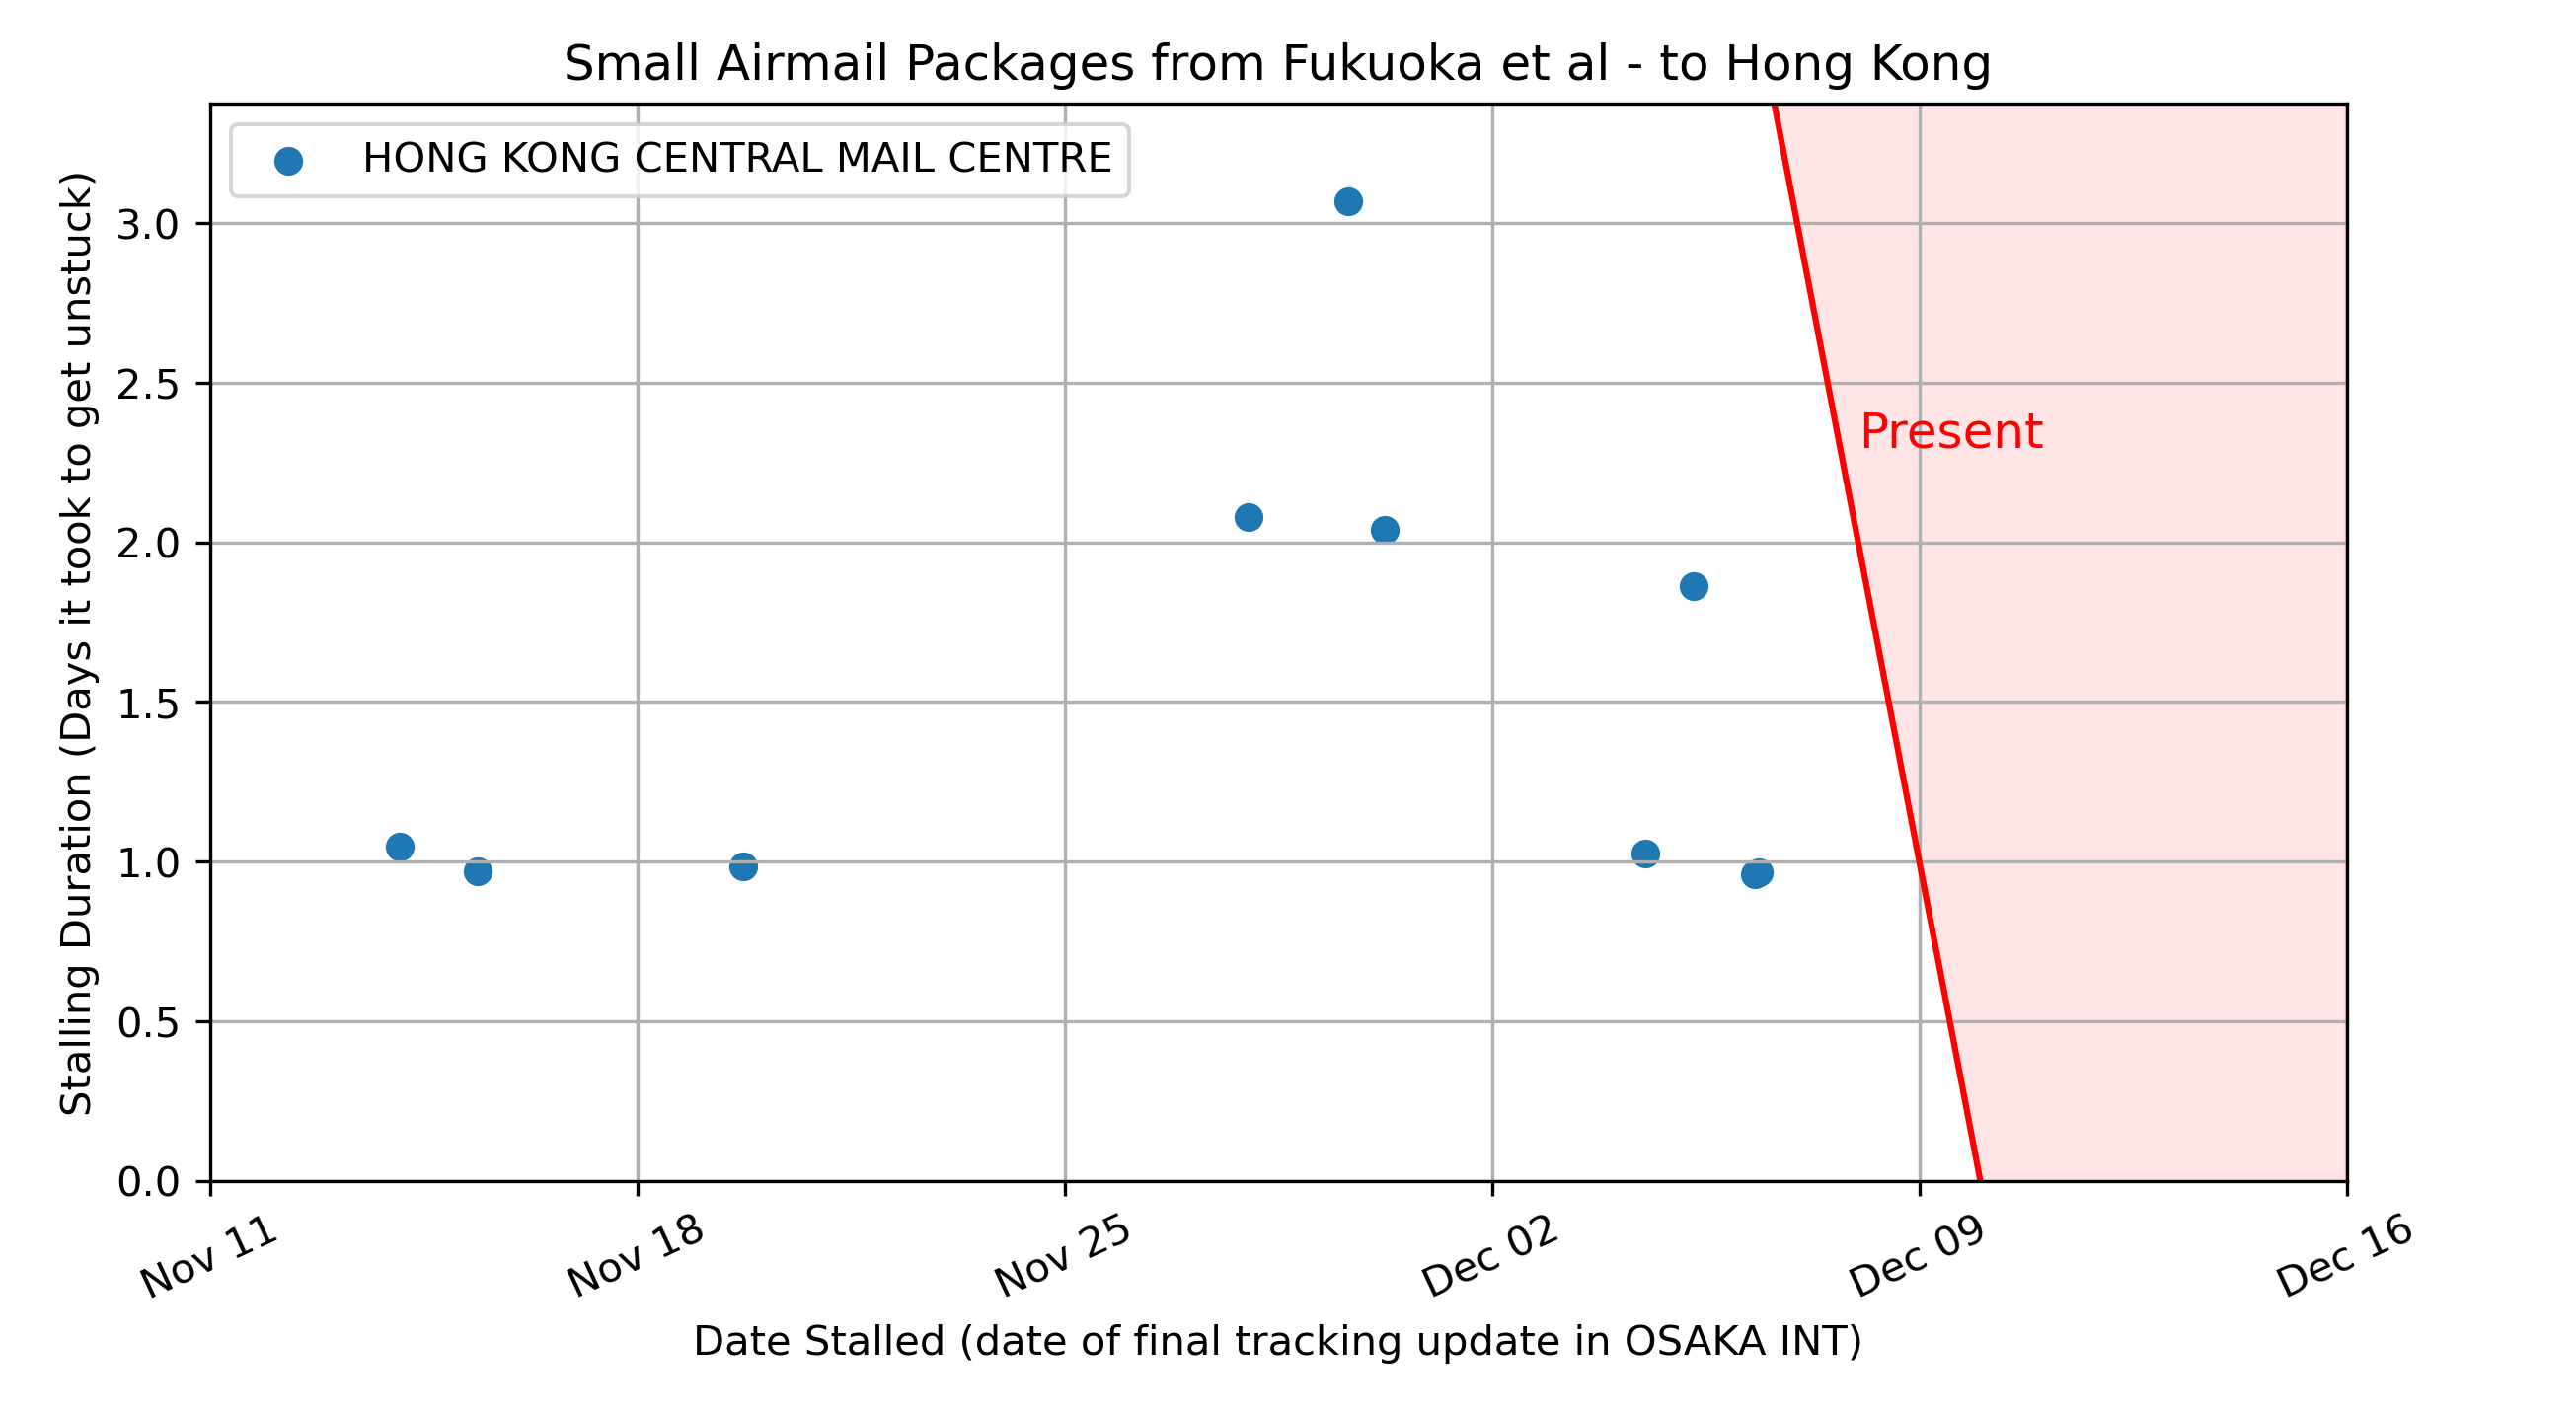 Small Airmail Packages from Fukuoka et al - to Hong Kong
HONG KONG CENTRAL MAIL CENTRE
Stalling Duration (Days it took to get unstuck)
3.0
2.5
2.0
1.5
1.0
0.5
0.0
Present
Nov 11
Nov 18
Nov 25
Dec 02
Dec 09
Dec 16
Date Stalled (date of final tracking update in OSAKA INT)